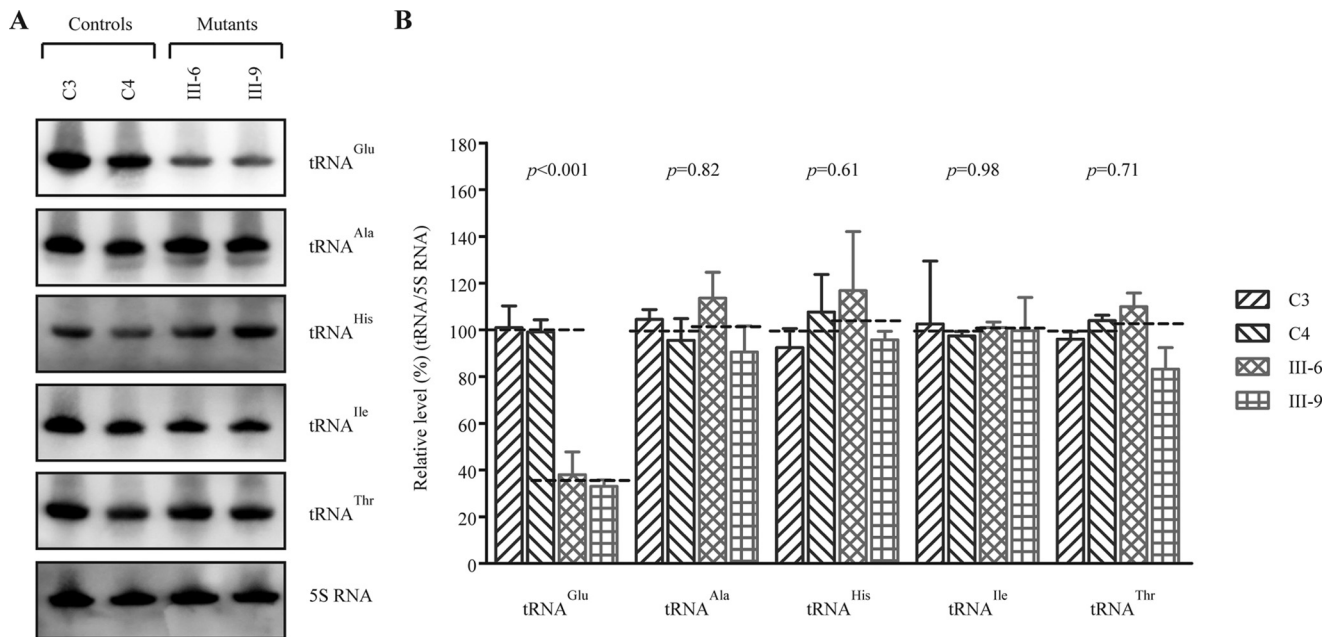 A
Controls Mutants
C3 C4 III-6 III-9
tRNA^Glu
tRNA^Ala
tRNA^His
tRNA^Ile
tRNA^Thr
5S RNA
B
Relative level (%) (tRNA/5S RNA)
180
160
140
120
100
80
60
40
20
0
p<0.001 p=0.82 p=0.61 p=0.98 p=0.71
tRNA^Glu tRNA^Ala tRNA^His tRNA^Ile tRNA^Thr
C3
C4
III-6
III-9